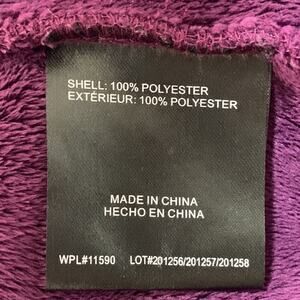 SHELL: 100% POLYESTER
EXTÉRIEUR: 100% POLYESTER
MADE IN CHINA
HECHO EN CHINA
WPL#11590 LOT#201256/201257/201258